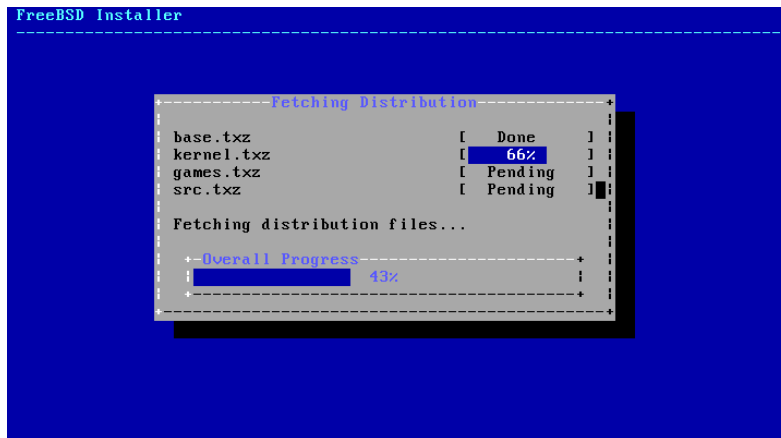 FreeBSD Installer
Fetching Distribution
base.txz [ Done ]
kernel.txz [ 66% ]
games.txz [ Pending ]
src.txz [ Pending ]
Fetching distribution files...
Overall Progress
43%